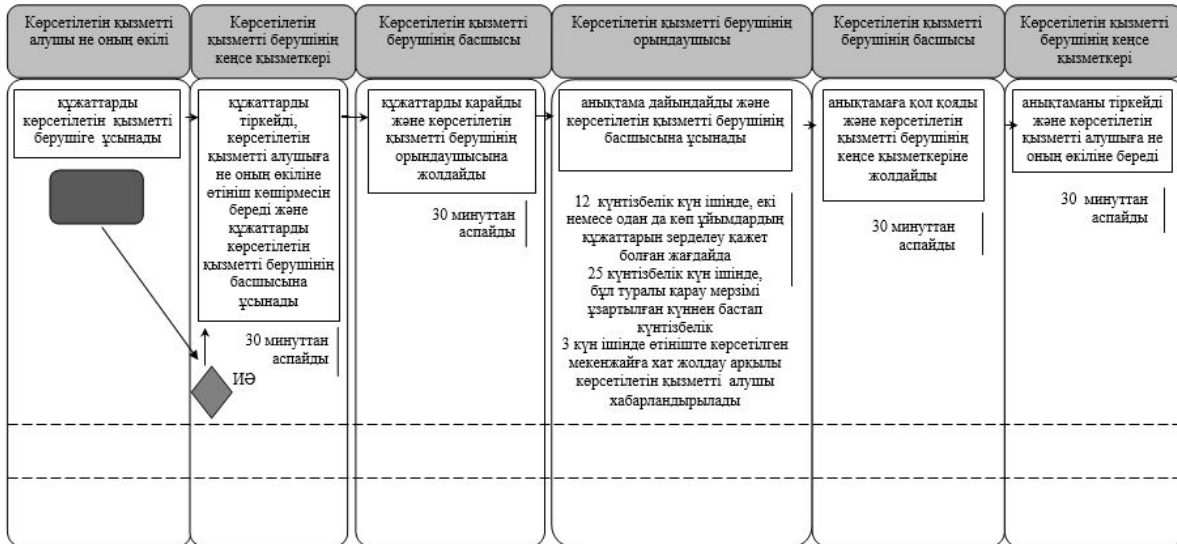 Көрсетілетін қызметті
алушы не оның өкілі
Көрсетілетін
қызметті берушінің
кеңсе қызметкері
Көрсетілетін қызметті
берушінің басшысы
Көрсетілетін қызметті берушінің
орындаушысы
Көрсетілетін қызметті
берушінің басшысы
Көрсетілетін қызметті
берушінің кеңсе
қызметкері
құжаттарды
көрсетілетін қызметті
берушіге ұсынады
құжаттарды
тіркейді,
көрсетілетін
қызметті алушыға
не оның өкіліне
өтініш көшірмесін
береді және
құжаттарды
көрсетілетін
қызметті берушінің
басшысына
ұсынады
30 минуттан
аспайды
ИӘ
құжаттарды қарайды
және көрсетілетін
қызметті берушінің
орындаушысына
жолдайды
30 минуттан
аспайды
анықтама дайындайды және
көрсетілетін қызметті берушінің
басшысына ұсынады
12 күнтізбелік күн ішінде, екі
немесе одан да көп ұйымдардың
құжаттарын зерделеу қажет
болған жағдайда
25 күнтізбелік күн ішінде,
бұл туралы қарау мерзімі
ұзартылған күннен бастап
күнтізбелік
3 күн ішінде өтініште көрсетілген
мекенжайға хат жолдау арқылы
көрсетілетін қызметті алушы
хабарландырылады
анықтамаға қол қояды
және көрсетілетін
қызметті берушінің
кеңсе қызметкеріне
жолдайды
30 минуттан
аспайды
анықтаманы тіркейді
және көрсетілетін
қызметті алушыға не
оның өкіліне береді
30 минуттан
аспайды